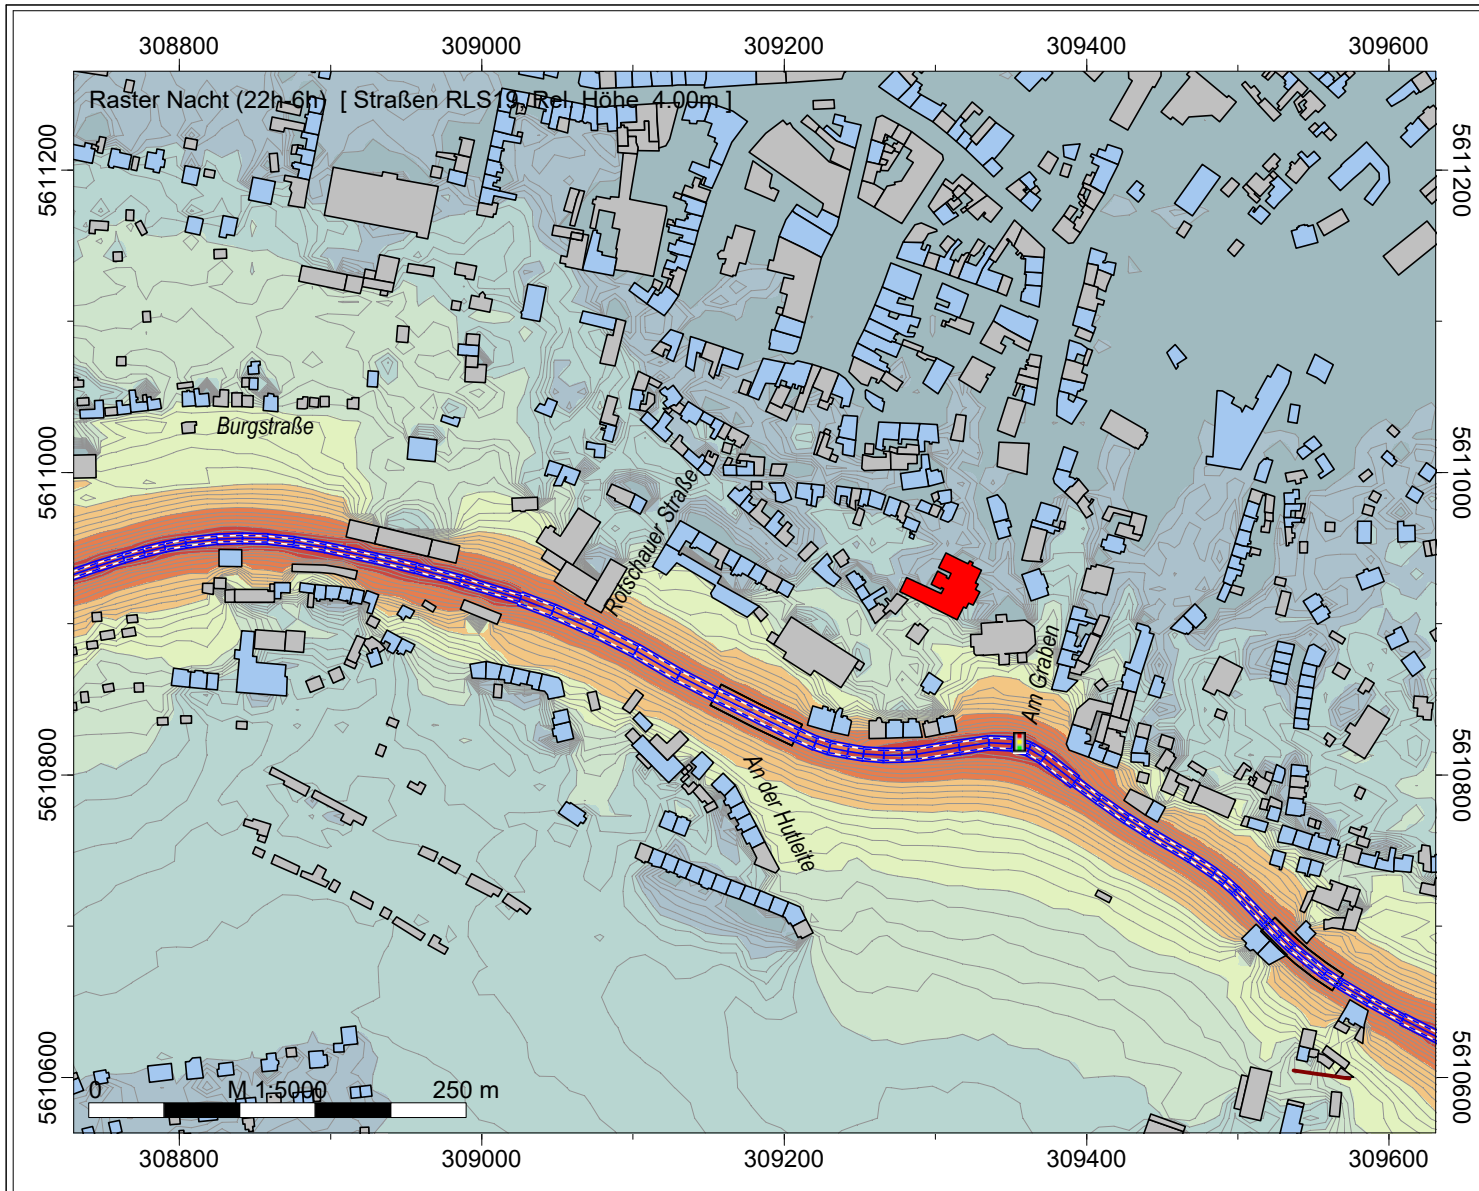 308800 309000 309200 309400 309600
Raster Nacht (22h-6h) [ Straßen RLS19, Rel. Höhe 4.00m ]
5611200 5611200
Burgstraße
5611000 5611000
Rotschauer Straße
Am Graben
An der Hutleite
5610800 5610800
5610600 5610600
0 M 1:5000 250 m
308800 309000 309200 309400 309600